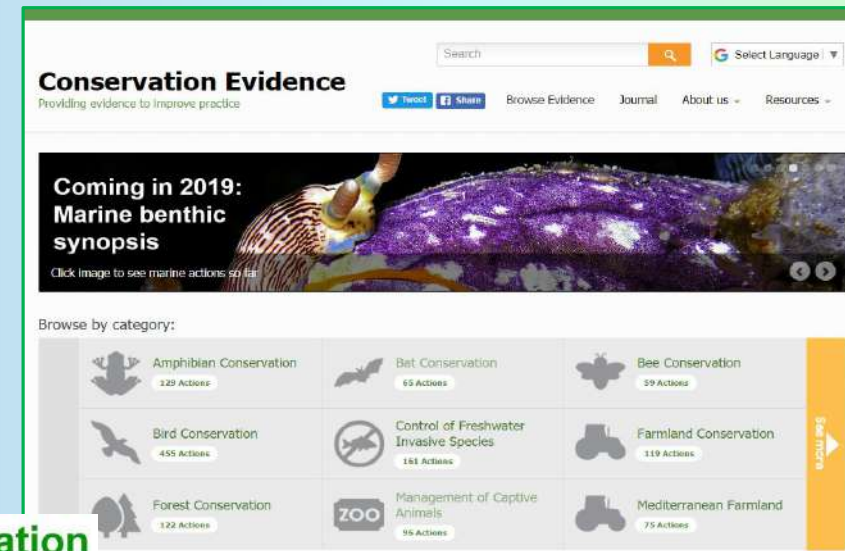 Search
Select Language
Conservation Evidence
Providing evidence to improve practice
Tweet
Share
Browse Evidence
Journal
About us
Resources
Coming in 2019:
Marine benthic
synopsis
Click image to see marine actions so far
Browse by category:
Amphibian Conservation
129 Actions
Bat Conservation
65 Actions
Bee Conservation
59 Actions
Bird Conservation
455 Actions
Control of Freshwater
Invasive Species
161 Actions
Farmland Conservation
119 Actions
See more
Forest Conservation
122 Actions
ZOO
Management of Captive
Animals
96 Actions
Mediterranean Farmland
75 Actions
ation